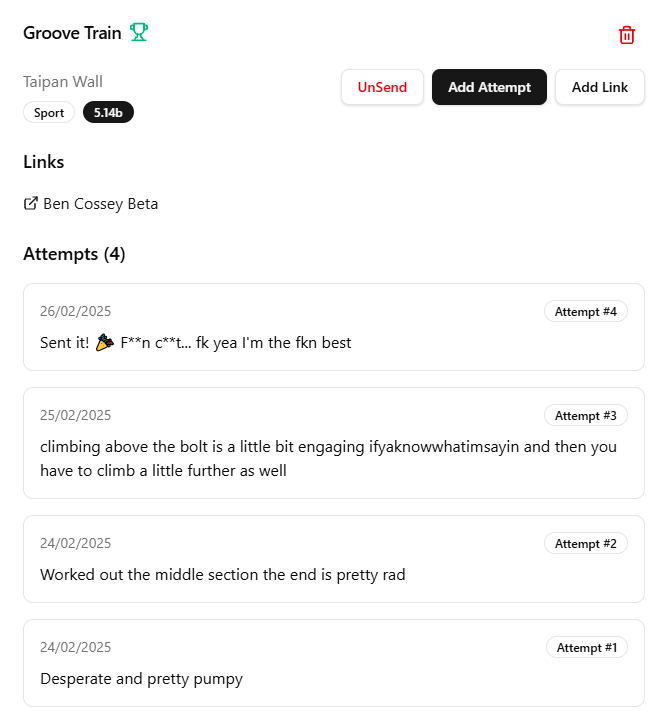 Groove Train
Taipan Wall
UnSend
Add Attempt
Add Link
Sport
5.14b
Links
Ben Cossey Beta
Attempts (4)
26/02/2025
Attempt #4
Sent it! 🎉 F**n c**t... fk yea I'm the fkn best
25/02/2025
Attempt #3
climbing above the bolt is a little bit engaging ifyaknowwhatimsayin and then you
have to climb a little further as well
24/02/2025
Attempt #2
Worked out the middle section the end is pretty rad
24/02/2025
Attempt #1
Desperate and pretty pumpy